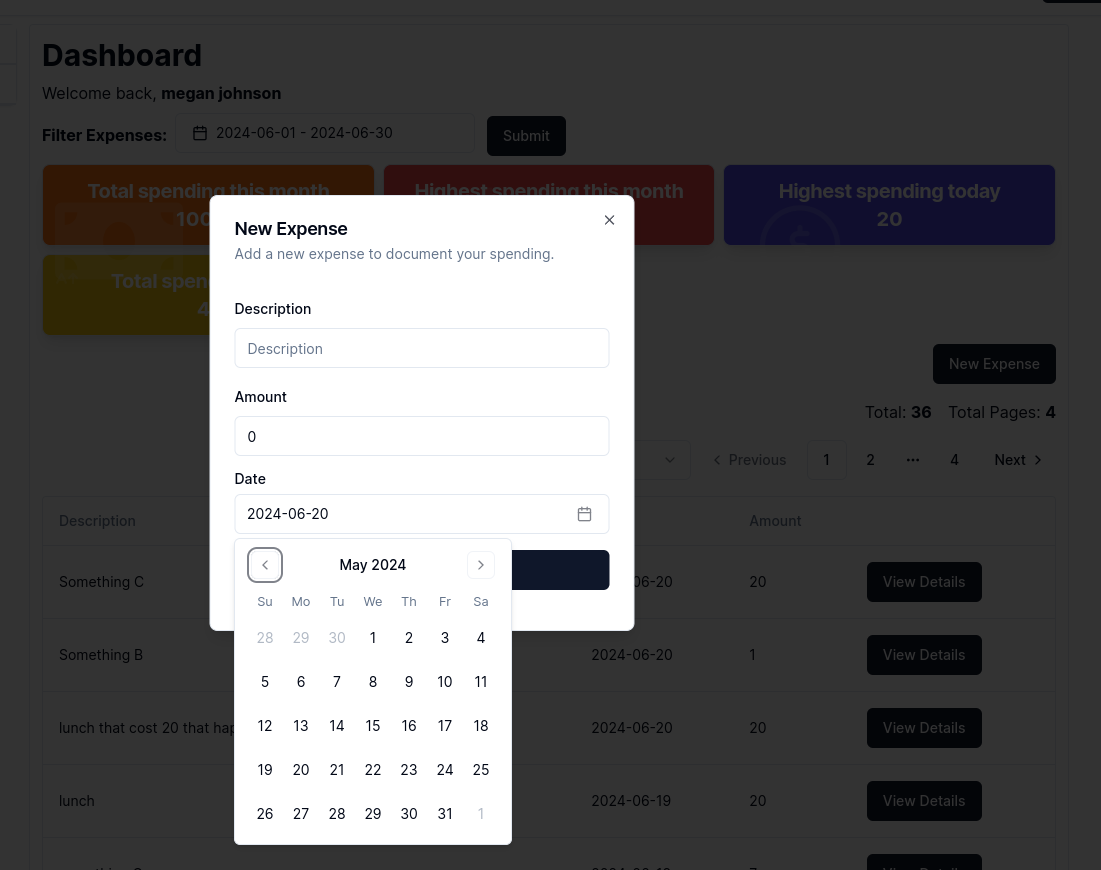 Dashboard
Welcome back, megan johnson
Filter Expenses: 2024-06-01 - 2024-06-30 Submit
Total spending this month
100
Highest spending this month
Highest spending today
20
Total spen
4
New Expense
Add a new expense to document your spending.
Description
Description
Amount
0
Date
2024-06-20
May 2024
Su Mo Tu We Th Fr Sa
28 29 30 1 2 3 4
5 6 7 8 9 10 11
12 13 14 15 16 17 18
19 20 21 22 23 24 25
26 27 28 29 30 31 1
New Expense
Total: 36 Total Pages: 4
Previous 1 2 ••• 4 Next
Description Amount
Something C 06-20 20 View Details
Something B 2024-06-20 1 View Details
lunch that cost 20 that hap 2024-06-20 20 View Details
lunch 2024-06-19 20 View Details